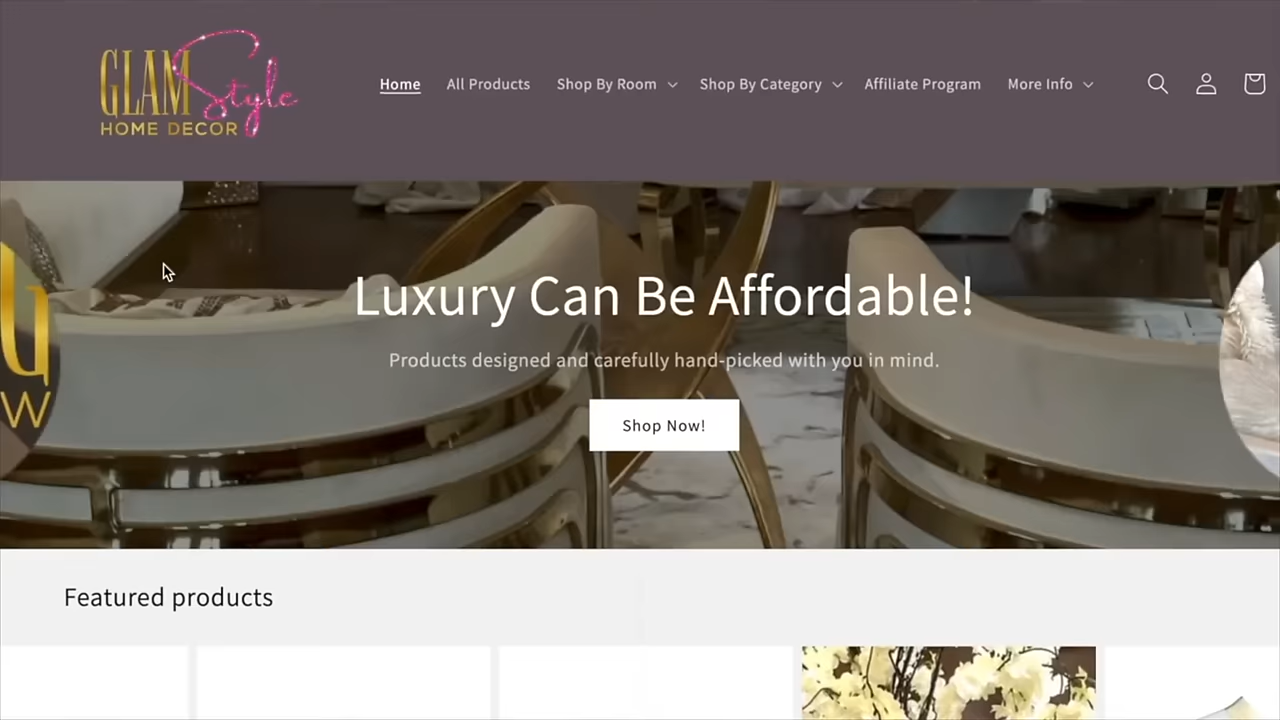 GLAM Style
HOME DECOR
Home
All Products
Shop By Room
Shop By Category
Affiliate Program
More Info
Luxury Can Be Affordable!
Products designed and carefully hand-picked with you in mind.
Shop Now!
W
Featured products